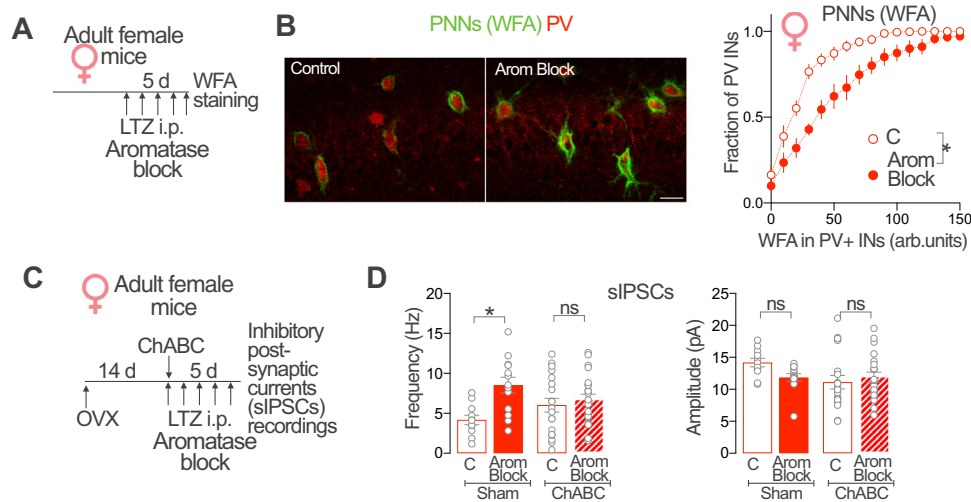 A
Adult female
mice
5 d
WFA
staining
LTZ i.p.
Aromatase
block
B
PNNs (WFA) PV
Control
Arom Block
PNNs (WFA)
Fraction of PV INs
1.0
0.5
0.0
C
Arom
Block
*
0
50
100
150
WFA in PV+ INs (arb.units)
C
Adult female
mice
ChABC
14 d
5 d
OVX
LTZ i.p.
Aromatase
block
Inhibitory
post-
synaptic
currents
(sIPSCs)
recordings
D
sIPSCs
Frequency (Hz)
20
15
10
5
0
*
ns
C
Arom
Block
C
Arom
Block
Sham
ChABC
Amplitude (pA)
25
20
15
10
5
0
ns
ns
C
Arom
Block
C
Arom
Block
Sham
ChABC